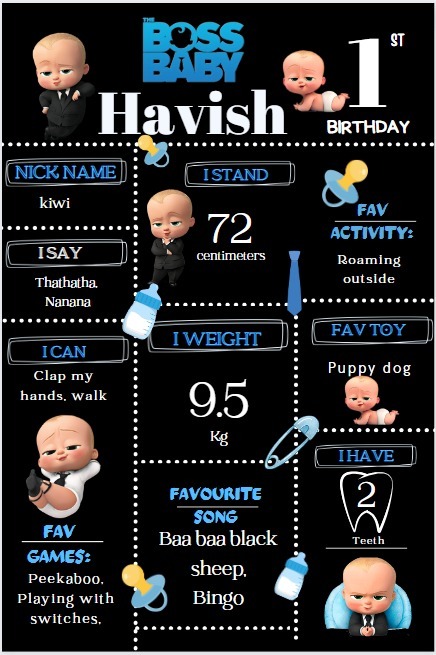 THE
BOSS
BABY
Havish
1ST
BIRTHDAY
NICK NAME
kiwi
I SAY
Thathatha,
Nanana
I CAN
Clap my
hands, walk
FAV
GAMES:
Peekaboo,
Playing with
switches,
I STAND
72
centimeters
I WEIGHT
9.5
Kg
FAVOURITE
SONG
Baa baa black
sheep,
Bingo
FAV
ACTIVITY:
Roaming
outside
FAV TOY
Puppy dog
I HAVE
2
Teeth